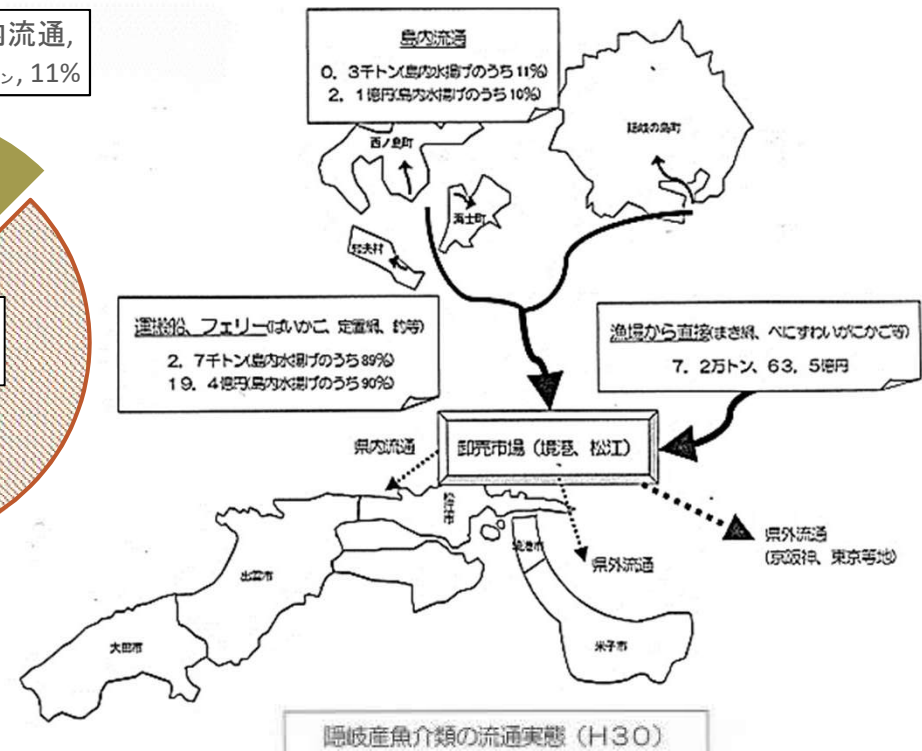 内流通,
ン, 11%
島内流通
0．3千トン(島内水揚げのうち11%)
2．1億円(島内水揚げのうち10%)
西ノ島町
隠岐の島町
海士町
知夫村
運搬船、フェリー(ばいかご、定置網、釣等)
2．7千トン(島内水揚げのうち89%)
19．4億円(島内水揚げのうち90%)
漁場から直接(まき網、べにずわいがにかご等)
7．2万トン、63．5億円
県内流通
卸売市場（境港、松江）
松江市
境港市
県外流通
県外流通
(京阪神、東京等地)
出雲市
大田市
米子市
隠岐産魚介類の流通実態（H30）